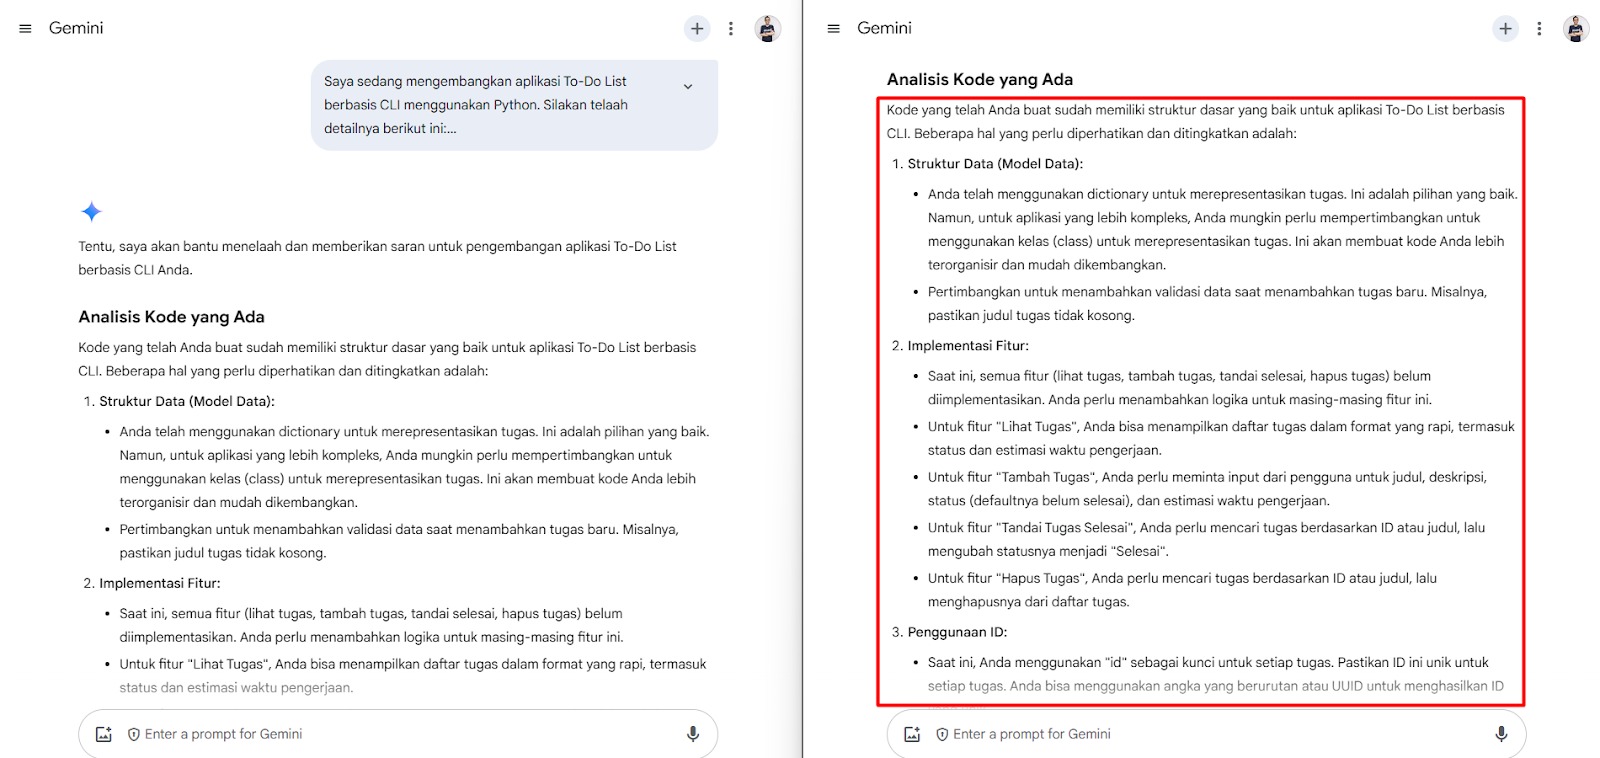 Gemini
Saya sedang mengembangkan aplikasi To-Do List
berbasis CLI menggunakan Python. Silakan telaah
detailnya berikut ini:...
Tentu, saya akan bantu menelaah dan memberikan saran untuk pengembangan aplikasi To-Do List
berbasis CLI Anda.
Analisis Kode yang Ada
Kode yang telah Anda buat sudah memiliki struktur dasar yang baik untuk aplikasi To-Do List berbasis
CLI. Beberapa hal yang perlu diperhatikan dan ditingkatkan adalah:
1. Struktur Data (Model Data):
• Anda telah menggunakan dictionary untuk merepresentasikan tugas. Ini adalah pilihan yang baik.
Namun, untuk aplikasi yang lebih kompleks, Anda mungkin perlu mempertimbangkan untuk
menggunakan kelas (class) untuk merepresentasikan tugas. Ini akan membuat kode Anda lebih
terorganisir dan mudah dikembangkan.
• Pertimbangkan untuk menambahkan validasi data saat menambahkan tugas baru. Misalnya,
pastikan judul tugas tidak kosong.
2. Implementasi Fitur:
• Saat ini, semua fitur (lihat tugas, tambah tugas, tandai selesai, hapus tugas) belum
diimplementasikan. Anda perlu menambahkan logika untuk masing-masing fitur ini.
• Untuk fitur "Lihat Tugas", Anda bisa menampilkan daftar tugas dalam format yang rapi, termasuk
status dan estimasi waktu pengerjaan.
Enter a prompt for Gemini
Gemini
Analisis Kode yang Ada
Kode yang telah Anda buat sudah memiliki struktur dasar yang baik untuk aplikasi To-Do List berbasis
CLI. Beberapa hal yang perlu diperhatikan dan ditingkatkan adalah:
1. Struktur Data (Model Data):
• Anda telah menggunakan dictionary untuk merepresentasikan tugas. Ini adalah pilihan yang baik.
Namun, untuk aplikasi yang lebih kompleks, Anda mungkin perlu mempertimbangkan untuk
menggunakan kelas (class) untuk merepresentasikan tugas. Ini akan membuat kode Anda lebih
terorganisir dan mudah dikembangkan.
• Pertimbangkan untuk menambahkan validasi data saat menambahkan tugas baru. Misalnya,
pastikan judul tugas tidak kosong.
2. Implementasi Fitur:
• Saat ini, semua fitur (lihat tugas, tambah tugas, tandai selesai, hapus tugas) belum
diimplementasikan. Anda perlu menambahkan logika untuk masing-masing fitur ini.
• Untuk fitur "Lihat Tugas", Anda bisa menampilkan daftar tugas dalam format yang rapi, termasuk
status dan estimasi waktu pengerjaan.
• Untuk fitur "Tambah Tugas", Anda perlu meminta input dari pengguna untuk judul, deskripsi,
status (defaultnya belum selesai), dan estimasi waktu pengerjaan.
• Untuk fitur "Tandai Tugas Selesai", Anda perlu mencari tugas berdasarkan ID atau judul, lalu
mengubah statusnya menjadi "Selesai".
• Untuk fitur "Hapus Tugas", Anda perlu mencari tugas berdasarkan ID atau judul, lalu
menghapusnya dari daftar tugas.
3. Penggunaan ID:
• Saat ini, Anda menggunakan "id" sebagai kunci untuk setiap tugas. Pastikan ID ini unik untuk
setiap tugas. Anda bisa menggunakan angka yang berurutan atau UUID untuk menghasilkan ID
Enter a prompt for Gemini